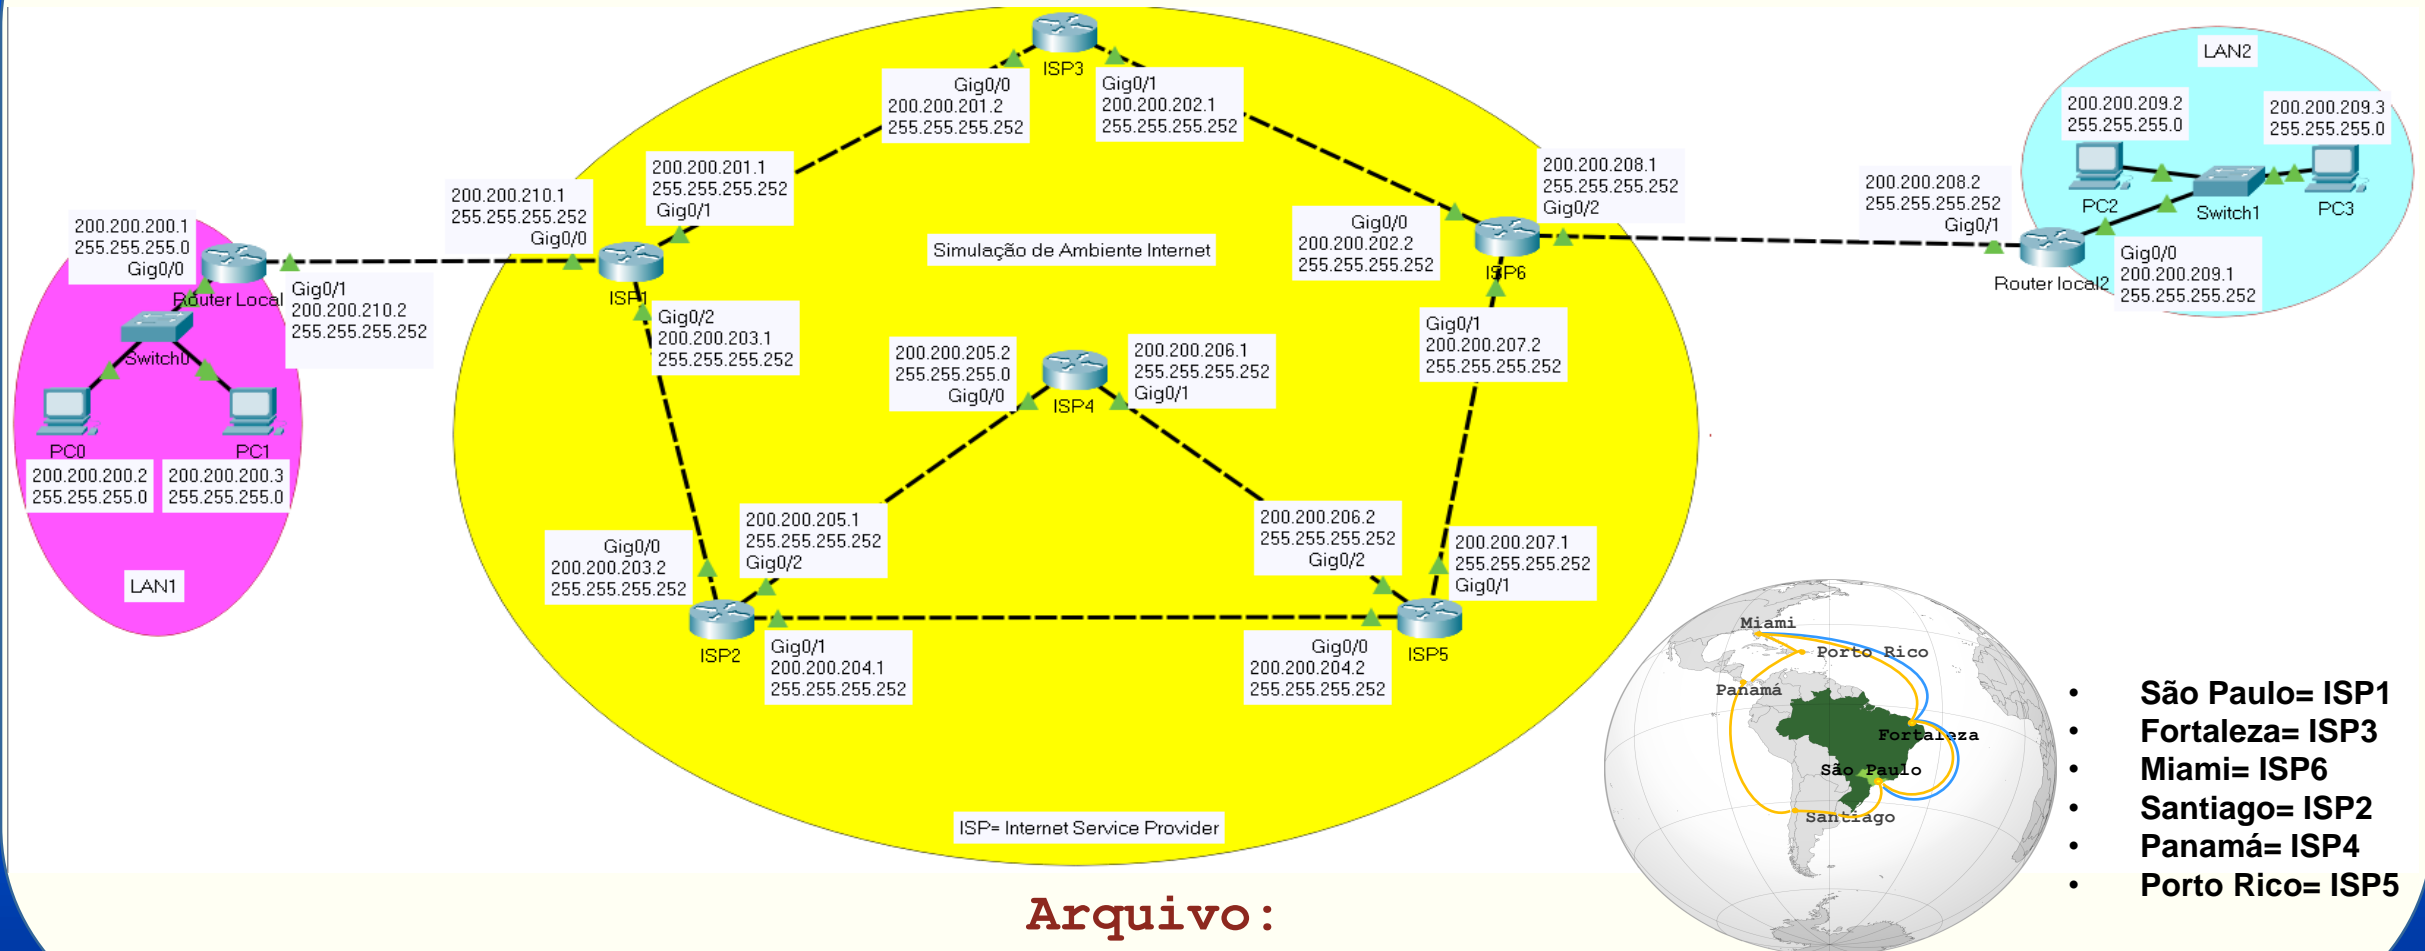 ISP3
Gig0/0
200.200.201.2
255.255.255.252
Gig0/1
200.200.202.1
255.255.255.252
LAN2
200.200.209.2
255.255.255.0
200.200.209.3
255.255.255.0
PC2
Switch1
PC3
200.200.201.1
255.255.255.252
Gig0/1
200.200.210.1
255.255.255.252
Gig0/0
200.200.208.1
255.255.255.252
Gig0/2
200.200.208.2
255.255.255.252
Gig0/1
200.200.200.1
255.255.255.0
Gig0/0
Router Local
Gig0/1
200.200.210.2
255.255.255.252
ISP1
Simulação de Ambiente Internet
Gig0/0
200.200.202.2
255.255.255.252
ISP6
Router local2
Gig0/0
200.200.209.1
255.255.255.252
Switch0
PC0
PC1
200.200.200.2
255.255.255.0
200.200.200.3
255.255.255.0
LAN1
Gig0/2
200.200.203.1
255.255.255.252
200.200.205.2
255.255.255.0
Gig0/0
ISP4
200.200.206.1
255.255.255.252
Gig0/1
Gig0/1
200.200.207.2
255.255.255.252
Gig0/0
200.200.203.2
255.255.255.252
200.200.205.1
255.255.255.252
Gig0/2
200.200.206.2
255.255.255.252
Gig0/2
200.200.207.1
255.255.255.252
Gig0/1
ISP2
Gig0/1
200.200.204.1
255.255.255.252
Gig0/0
200.200.204.2
255.255.255.252
ISP5
ISP= Internet Service Provider
Miami
Porto Rico
Panamá
Fortaleza
São Paulo
Santiago
• São Paulo= ISP1
• Fortaleza= ISP3
• Miami= ISP6
• Santiago= ISP2
• Panamá= ISP4
• Porto Rico= ISP5
Arquivo: